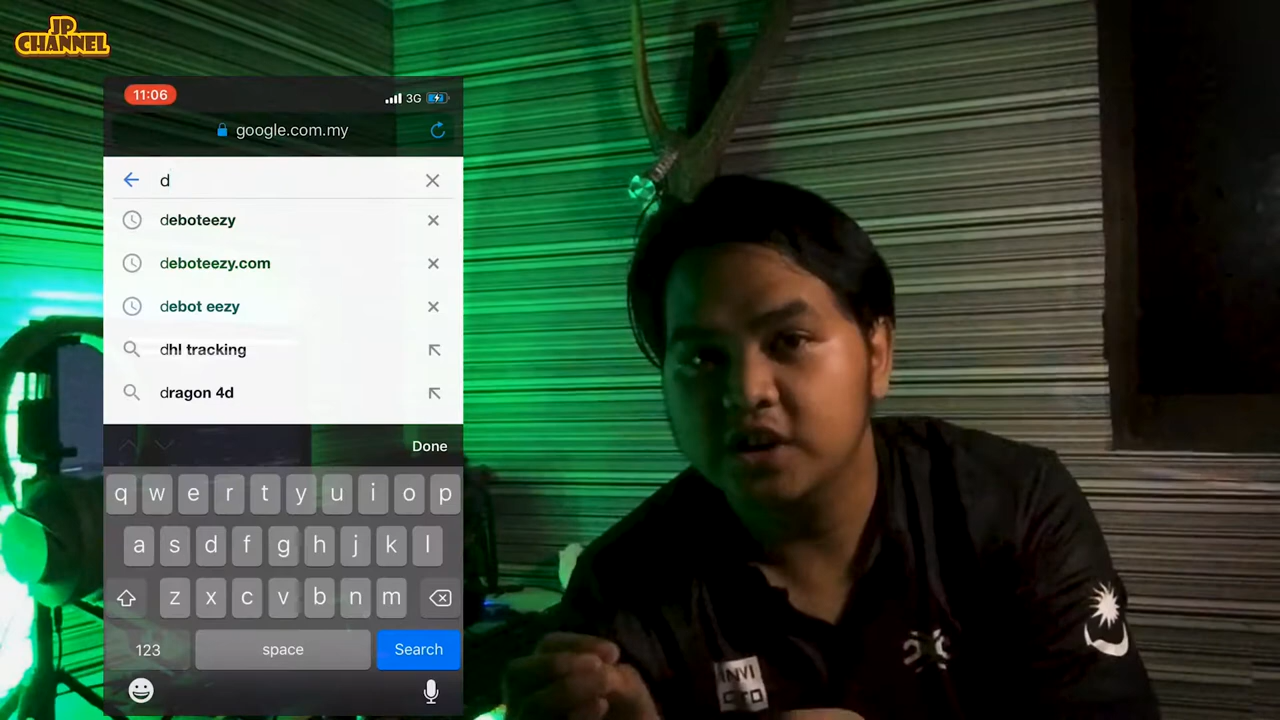 JP
CHANNEL
11:06
3G
google.com.my
d
deboteezy
deboteezy.com
debot eezy
dhl tracking
dragon 4d
Done
q w e r t y u i o p
a s d f g h j k l
z x c v b n m
123
space
Search
INVI